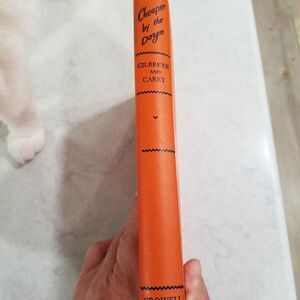 Cheaper
by the
Dozen
GILBRETH
AND
CAREY
CROWELL